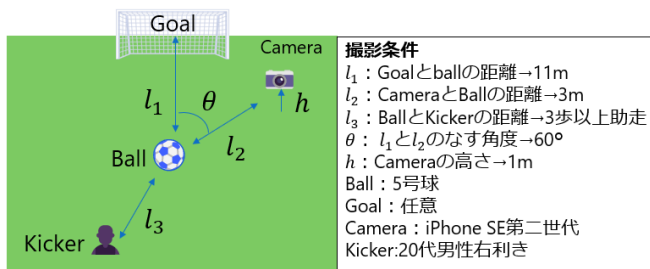 Goal
Camera
l₁
θ
h
l₂
Ball
l₃
Kicker
撮影条件
l₁：Goalとballの距離→11m
l₂：CameraとBallの距離→3m
l₃：BallとKickerの距離→3歩以上助走
θ： l₁とl₂のなす角度→60°
h：Cameraの高さ→1m
Ball：5号球
Goal：任意
Camera：iPhone SE第二世代
Kicker:20代男性右利き